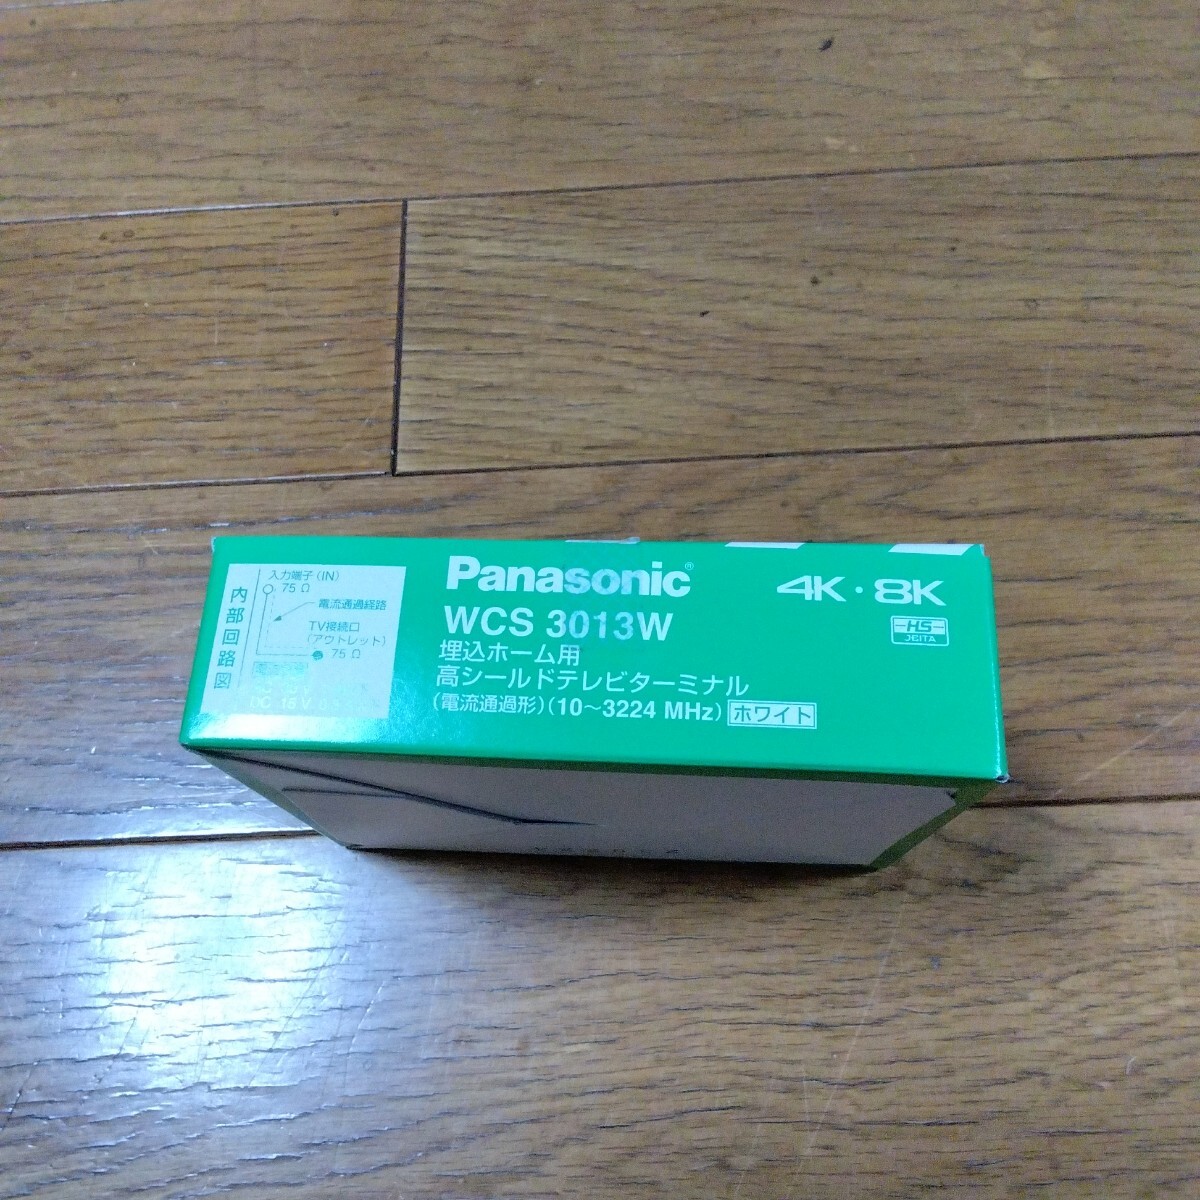 内部回路図
入力端子(IN)
75 Ω
電流通過経路
TV接続口
(アウトレット)
75 Ω
DC 15 V
Panasonic®
WCS 3013W
埋込ホーム用
高シールドテレビターミナル
(電流通過形)(10～3224 MHz) ホワイト
4K・8K
HS
JEITA